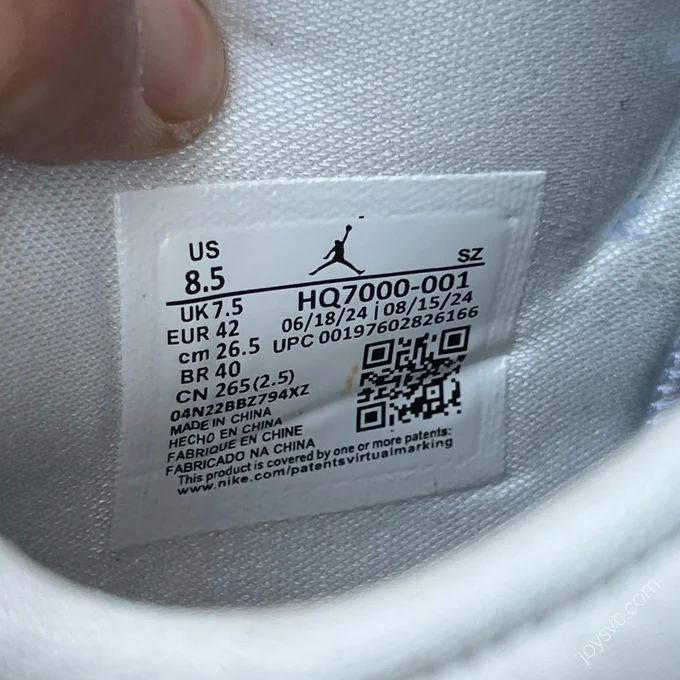 US
8.5
SZ
UK 7.5
HQ7000-001
EUR 42
06/18/24 | 08/15/24
cm 26.5
UPC 00197602826166
BR 40
CN 265(2.5)
04N22BBZ794XZ
MADE IN CHINA
HECHO EN CHINA
FABRIQUE EN CHINE
FABRICADO NA CHINA
This product is covered by one or more patents:
www.nike.com/patentsvirtualmarking
joysvc.com